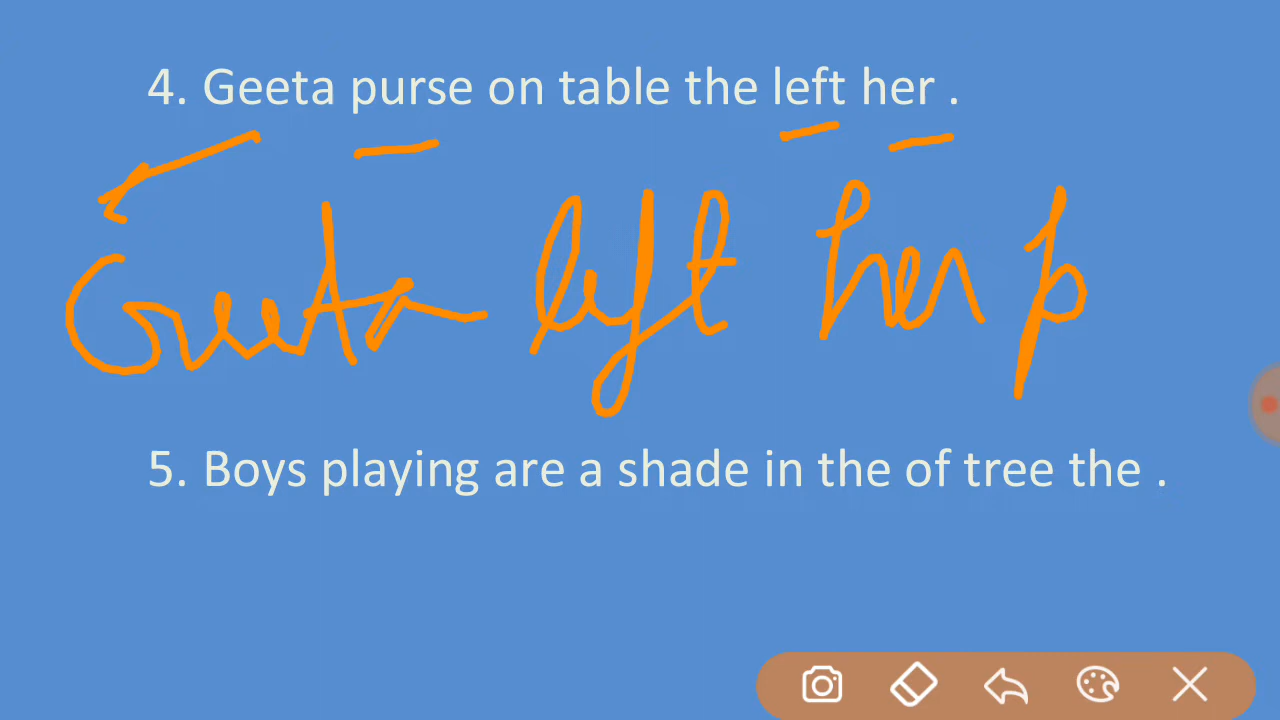 4. Geeta purse on table the left her .
Geeta left her p
5. Boys playing are a shade in the of tree the .